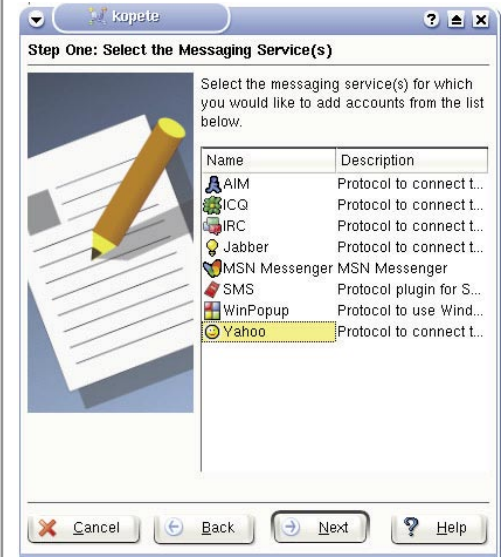 kopete
Step One: Select the Messaging Service(s)
Select the messaging service(s) for which
you would like to add accounts from the list
below.
Name Description
AIM Protocol to connect t...
ICQ Protocol to connect t...
IRC Protocol to connect t...
Jabber Protocol to connect t...
MSN Messenger MSN Messenger
SMS Protocol plugin for S...
WinPopup Protocol to use Wind...
Yahoo Protocol to connect t...
Cancel Back Next ? Help